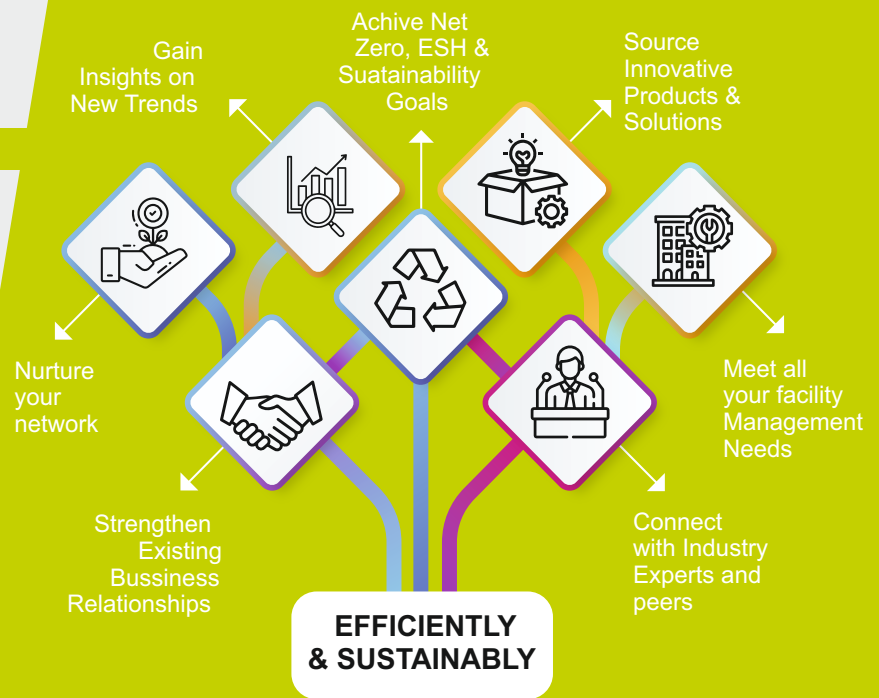 Gain
Insights on
New Trends
Achive Net
Zero, ESH &
Suatainability
Goals
Source
Innovative
Products &
Solutions
Nurture
your
network
Meet all
your facility
Management
Needs
Strengthen
Existing
Bussiness
Relationships
Connect
with Industry
Experts and
peers
EFFICIENTLY
& SUSTAINABLY